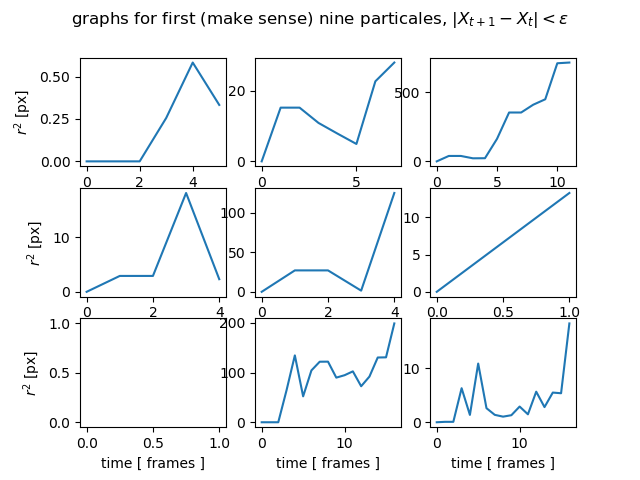 graphs for first (make sense) nine particales, |X_{t+1} − X_t| < ε
0.50
0.25
0.00
r² [px]
0 2 4
20
0
0 5
500
0
0 5 10
10
0
r² [px]
0 2 4
100
50
0
0 2 4
10
5
0
0.0 0.5 1.0
1.0
0.5
0.0
r² [px]
0.0 0.5 1.0
time [ frames ]
200
100
0
0 10
time [ frames ]
10
0
0 10
time [ frames ]